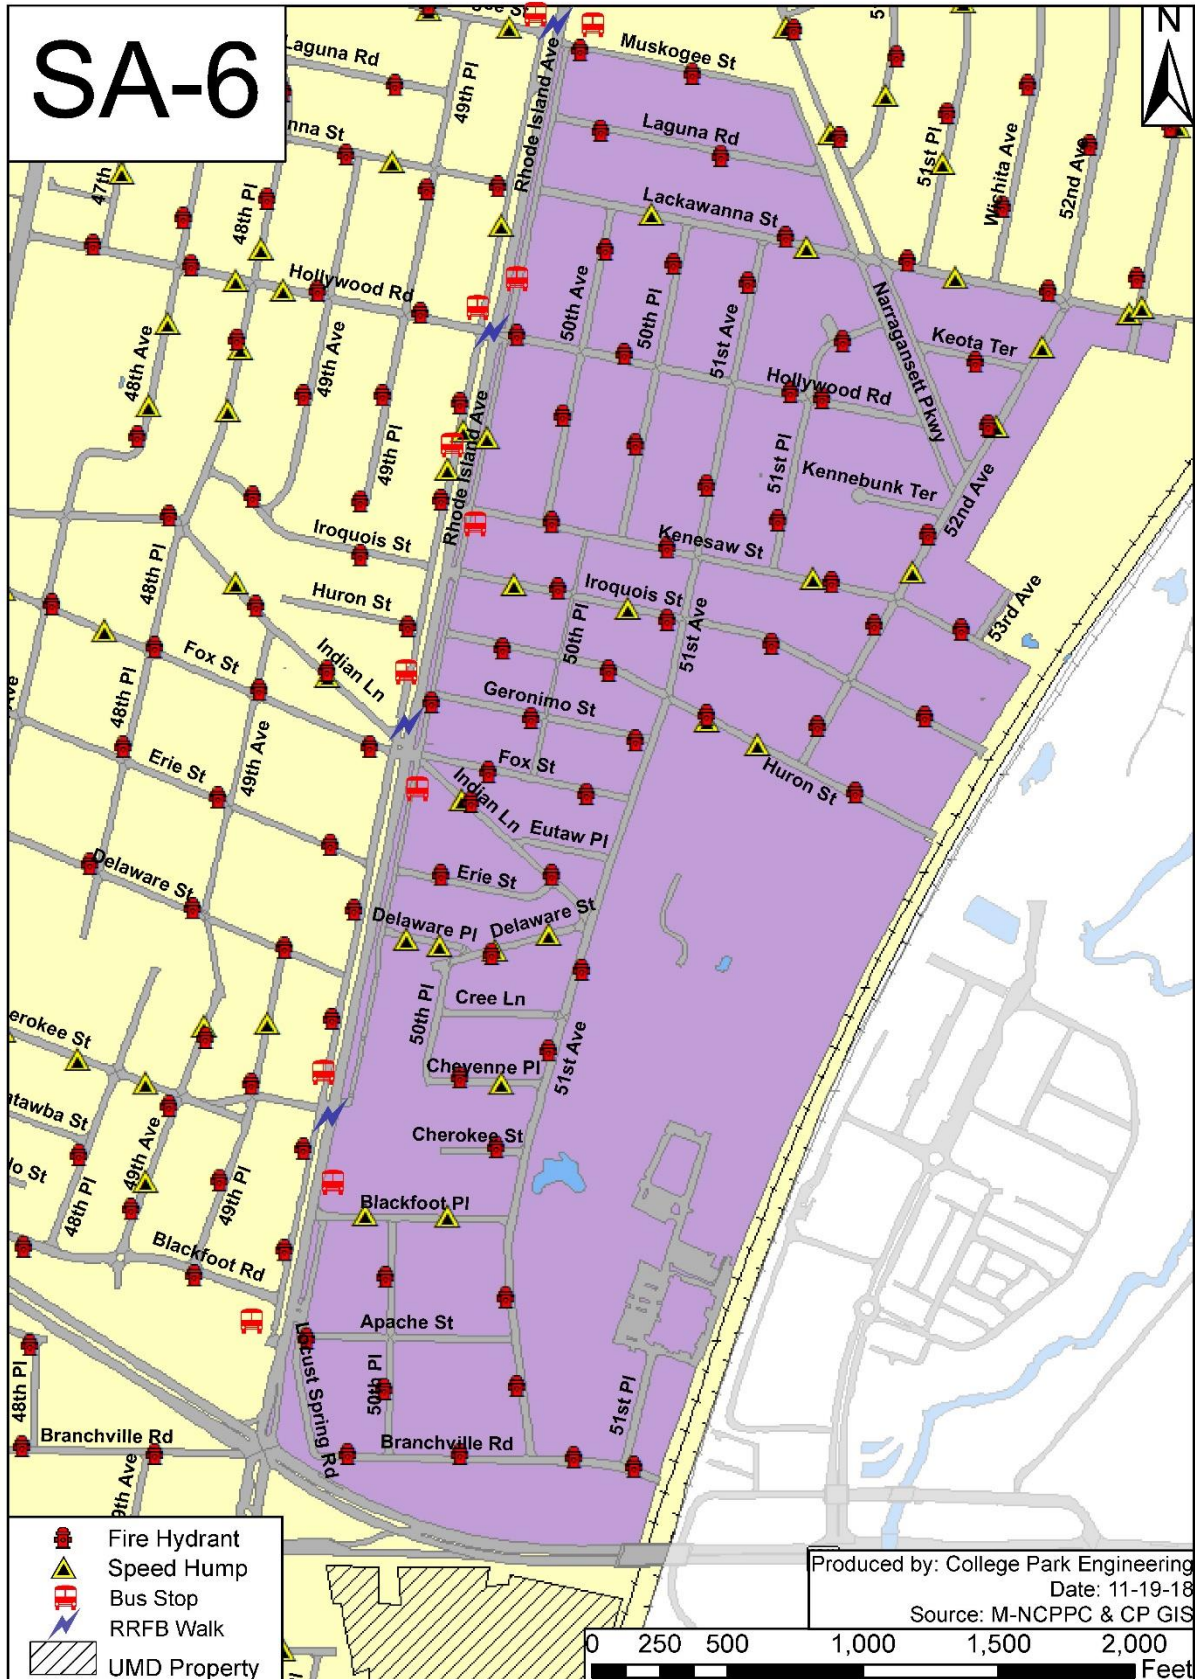 SA-6
N
Muskogee St
Laguna Rd
49th Pl
Rhode Island Ave
Laguna Rd
51st Pl
Wichita Ave
52nd Ave
47th
48th Pl
Lackawanna St
Hollywood Rd
50th Ave
50th Pl
51st Ave
Narragansett Pkwy
Keota Ter
48th Ave
49th Ave
49th Pl
Rhode Island Ave
Hollywood Rd
51st Pl
Kennebunk Ter
52nd Ave
Iroquois St
Kenesaw St
48th Pl
Huron St
Iroquois St
53rd Ave
Fox St
Indian Ln
50th Pl
51st Ave
48th Pl
49th Ave
Geronimo St
Erie St
Fox St
Huron St
Indian Ln
Eutaw Pl
Delaware St
Erie St
Delaware Pl
Delaware St
50th Pl
Cree Ln
erokee St
Cheyenne Pl
51st Ave
atawba St
49th Ave
Cherokee St
lo St
48th Pl
49th Pl
Blackfoot Pl
Blackfoot Rd
Apache St
Locust Spring Rd
50th Pl
51st Pl
48th Pl
Branchville Rd
Branchville Rd
9th Ave
Fire Hydrant
Speed Hump
Bus Stop
RRFB Walk
UMD Property
Produced by: College Park Engineering
Date: 11-19-18
Source: M-NCPPC & CP GIS
0 250 500 1,000 1,500 2,000
Feet